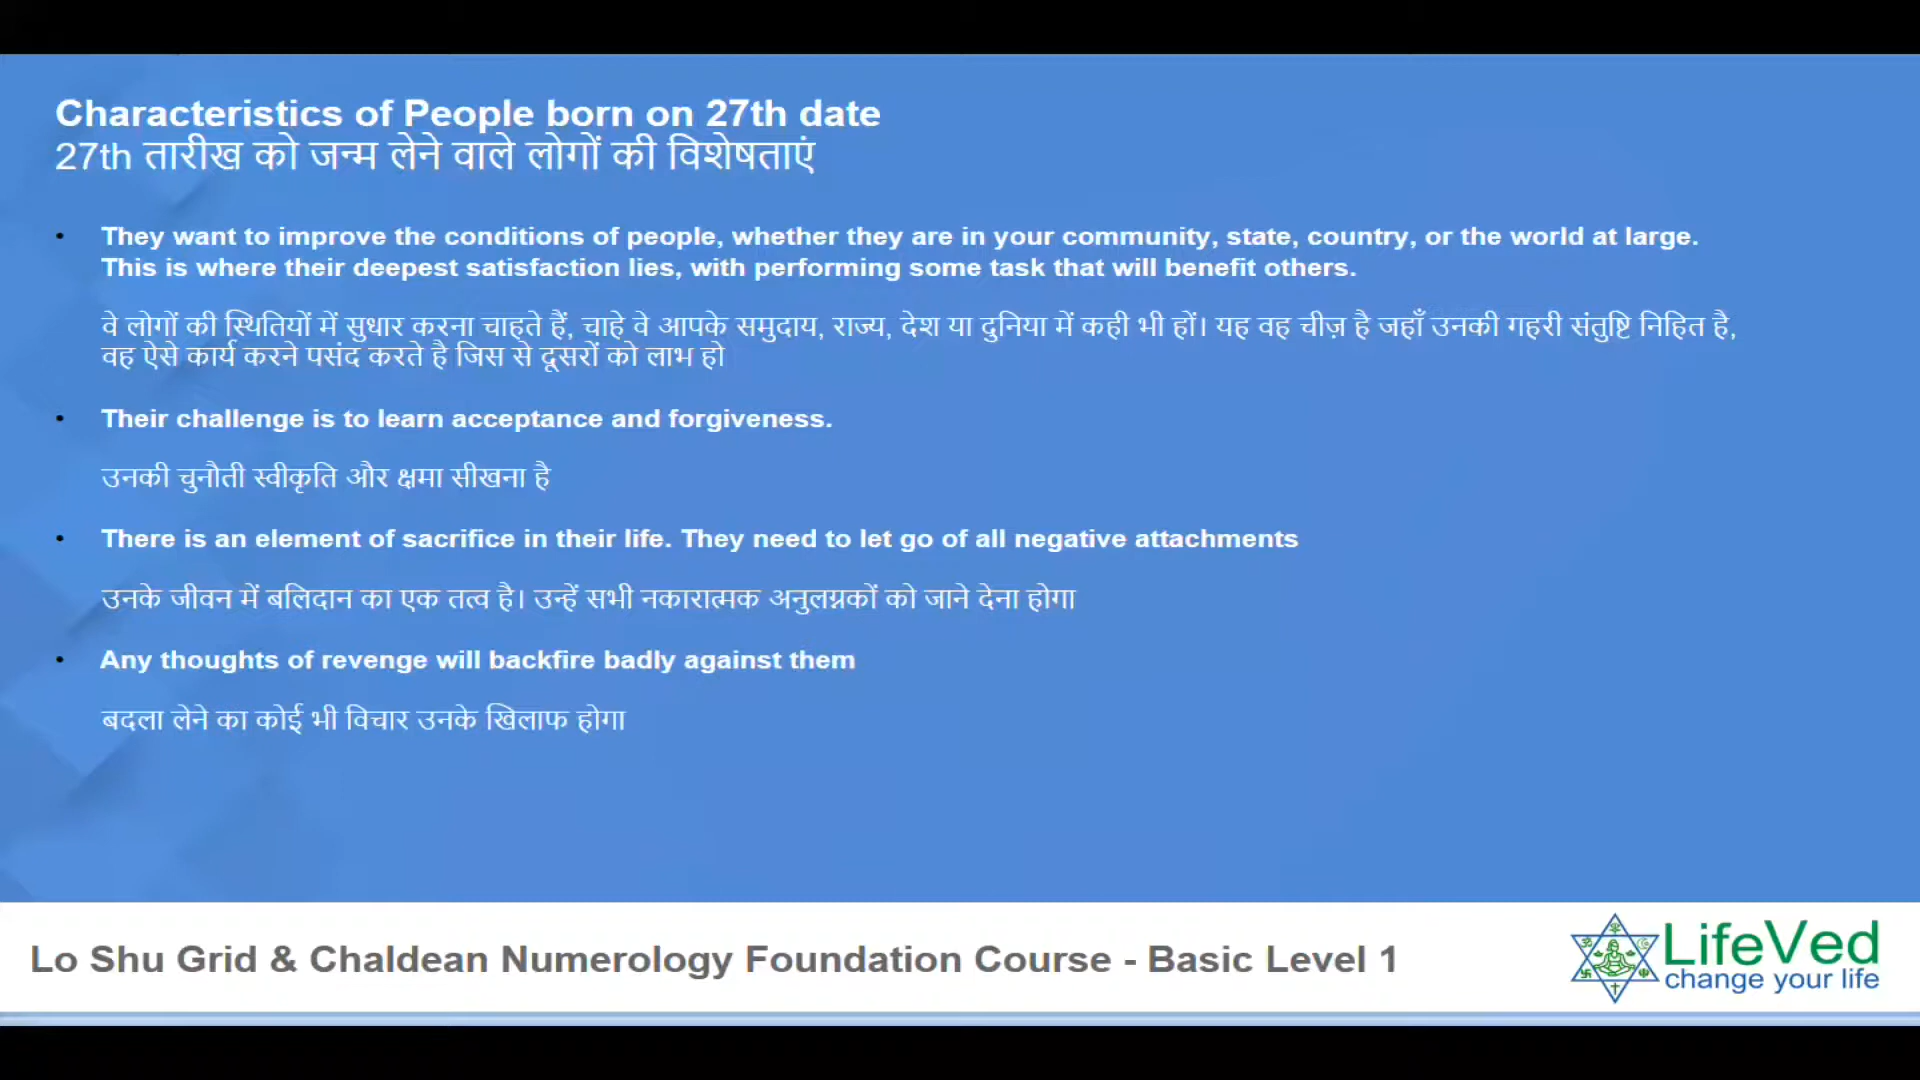 Characteristics of People born on 27th date
27th तारीख को जन्म लेने वाले लोगों की विशेषताएं
• They want to improve the conditions of people, whether they are in your community, state, country, or the world at large.
This is where their deepest satisfaction lies, with performing some task that will benefit others.
वे लोगों की स्थितियों में सुधार करना चाहते हैं, चाहे वे आपके समुदाय, राज्य, देश या दुनिया में कही भी हों। यह वह चीज़ है जहाँ उनकी गहरी संतुष्टि निहित है,
वह ऐसे कार्य करने पसंद करते है जिस से दूसरों को लाभ हो
• Their challenge is to learn acceptance and forgiveness.
उनकी चुनौती स्वीकृति और क्षमा सीखना है
• There is an element of sacrifice in their life. They need to let go of all negative attachments
उनके जीवन में बलिदान का एक तत्व है। उन्हें सभी नकारात्मक अनुलग्नकों को जाने देना होगा
• Any thoughts of revenge will backfire badly against them
बदला लेने का कोई भी विचार उनके खिलाफ होगा
Lo Shu Grid & Chaldean Numerology Foundation Course - Basic Level 1
LifeVed
change your life